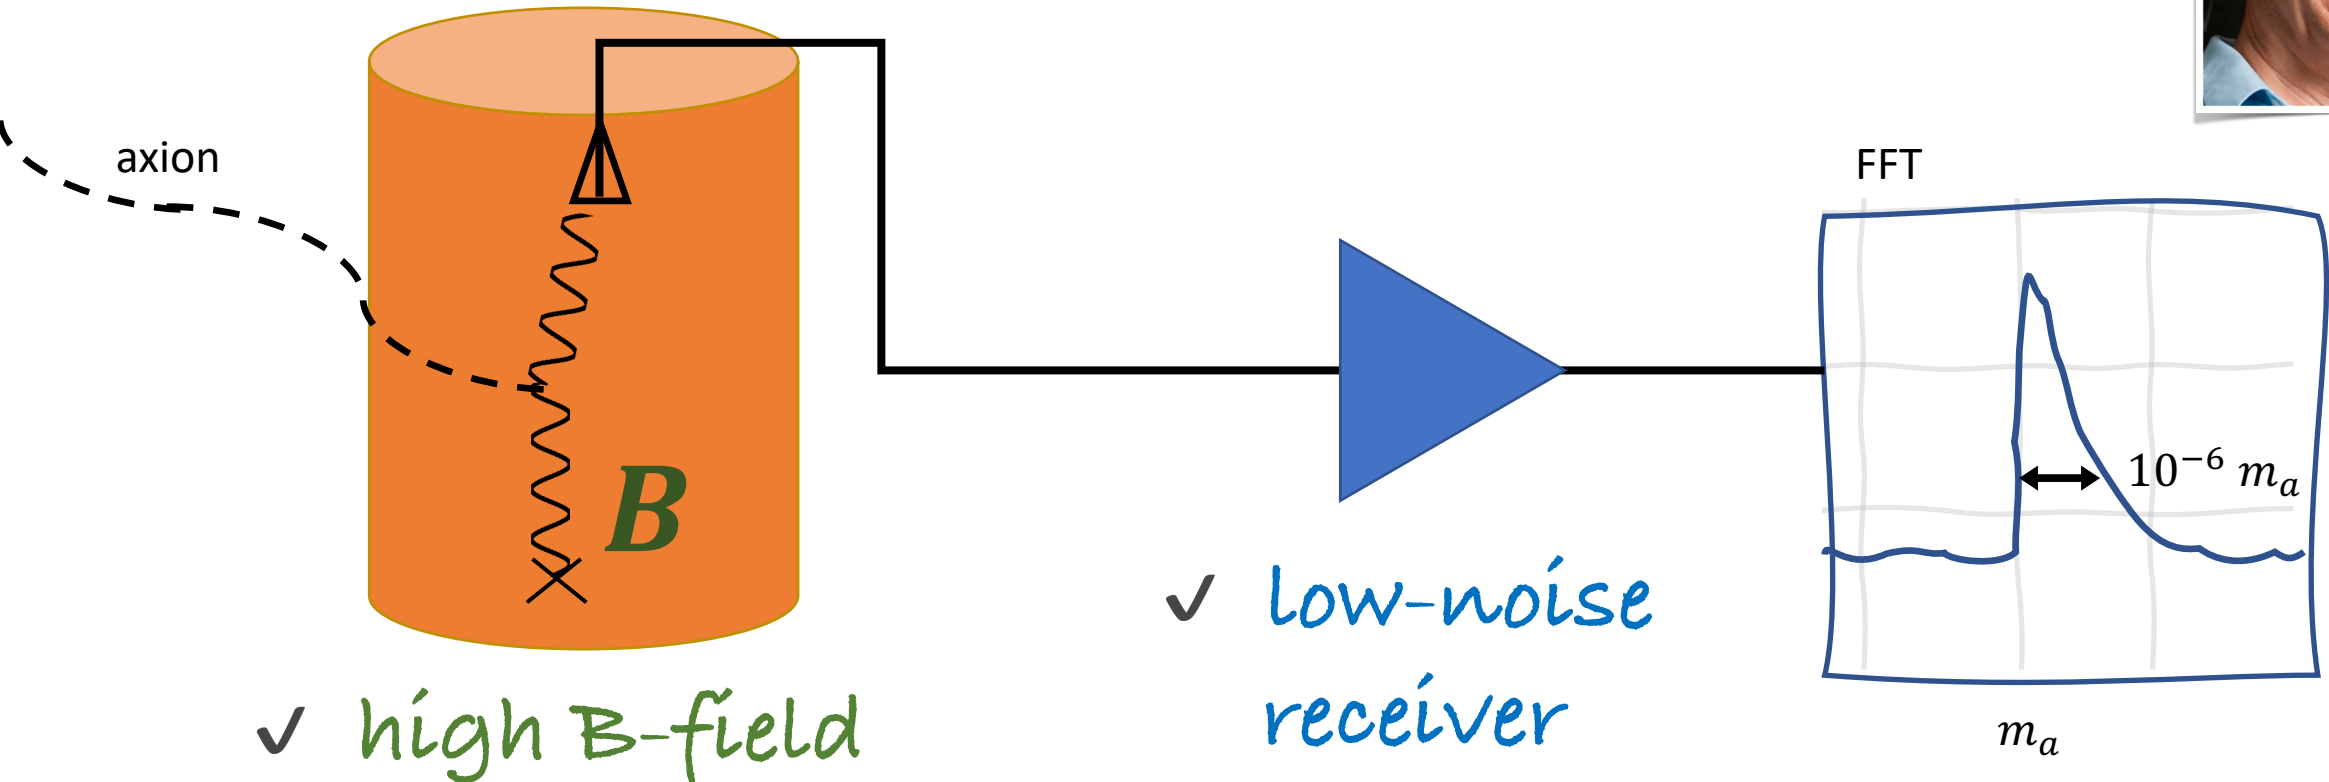 axion
FFT
B
10⁻⁶ mₐ
✓ low-noise
receiver
✓ high B-field
mₐ